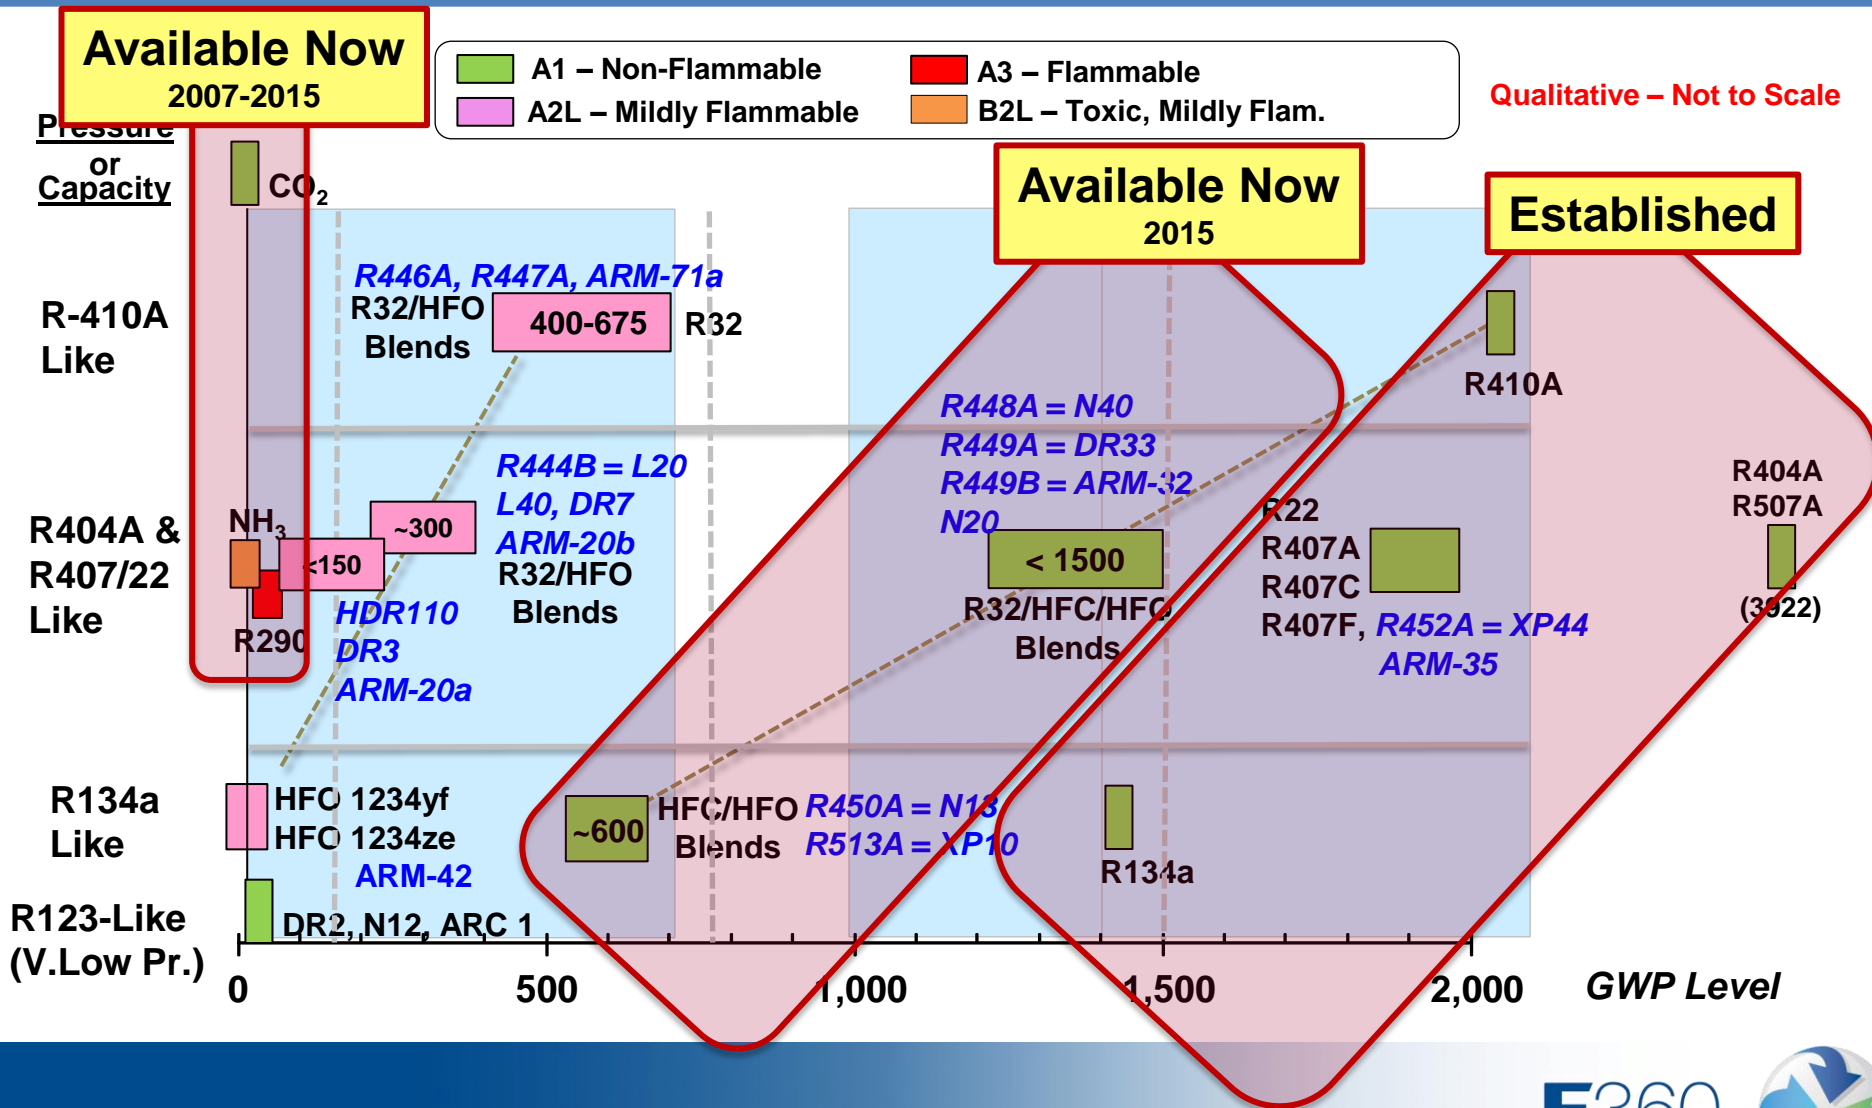 Available Now
2007-2015
A1 – Non-Flammable
A3 – Flammable
A2L – Mildly Flammable
B2L – Toxic, Mildly Flam.
Qualitative – Not to Scale
Pressure
or
Capacity
CO2
Available Now
2015
Established
R-410A
Like
R446A, R447A, ARM-71a
R32/HFO
Blends
400-675
R32
R410A
R448A = N40
R449A = DR33
R449B = ARM-32
N20
R404A &
R407/22
Like
NH3
<150
~300
R290
R444B = L20
L40, DR7
ARM-20b
R32/HFO
Blends
HDR110
DR3
ARM-20a
< 1500
R32/HFC/HFO
Blends
R22
R407A
R407C
R407F, R452A = XP44
ARM-35
R404A
R507A
(3922)
R134a
Like
HFO 1234yf
HFO 1234ze
ARM-42
~600
HFC/HFO
Blends
R450A = N13
R513A = XP10
R134a
R123-Like
(V.Low Pr.)
DR2, N12, ARC 1
0
500
1,000
1,500
2,000
GWP Level
E360